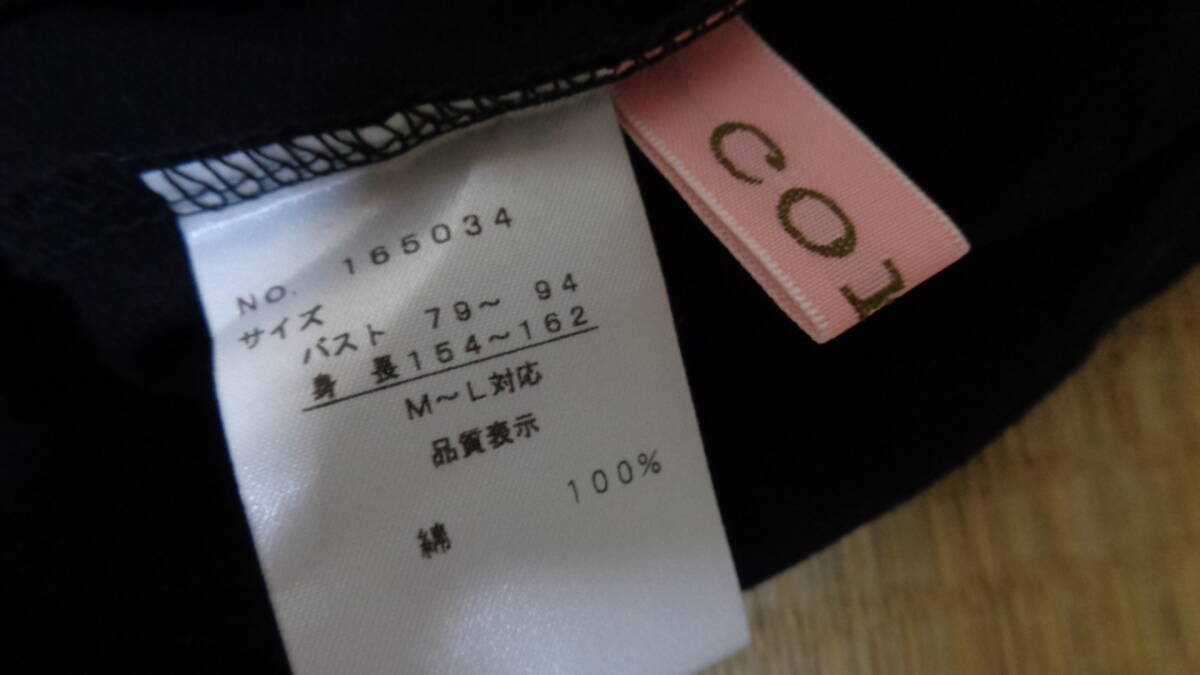 NO. 165034
サイズ
バスト 79〜 94
身 長154〜162
M〜L対応
品質表示
綿 100%
CO